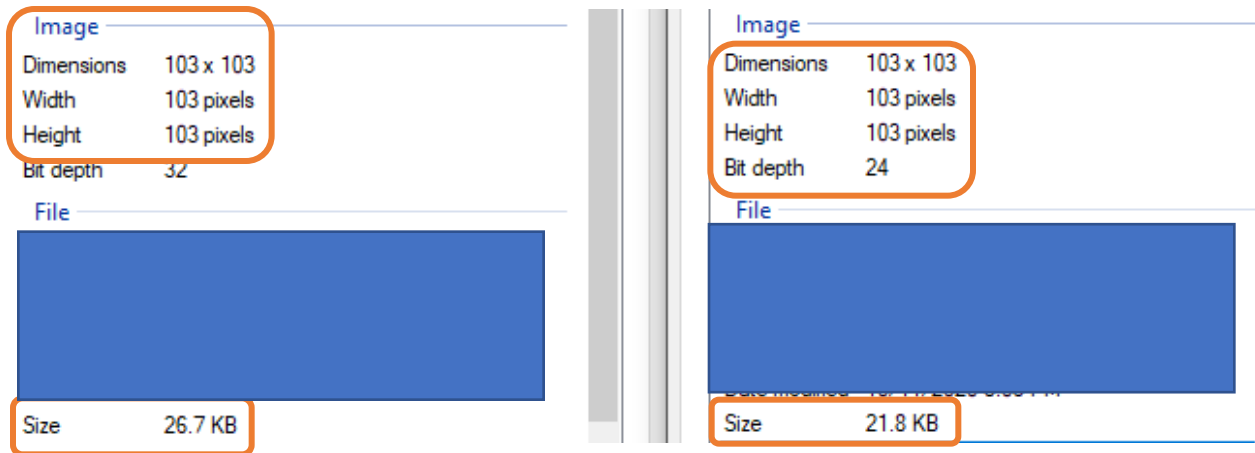 Image
Dimensions 103 x 103
Width 103 pixels
Height 103 pixels
Bit depth 32
File
Size 26.7 KB
Image
Dimensions 103 x 103
Width 103 pixels
Height 103 pixels
Bit depth 24
File
Size 21.8 KB